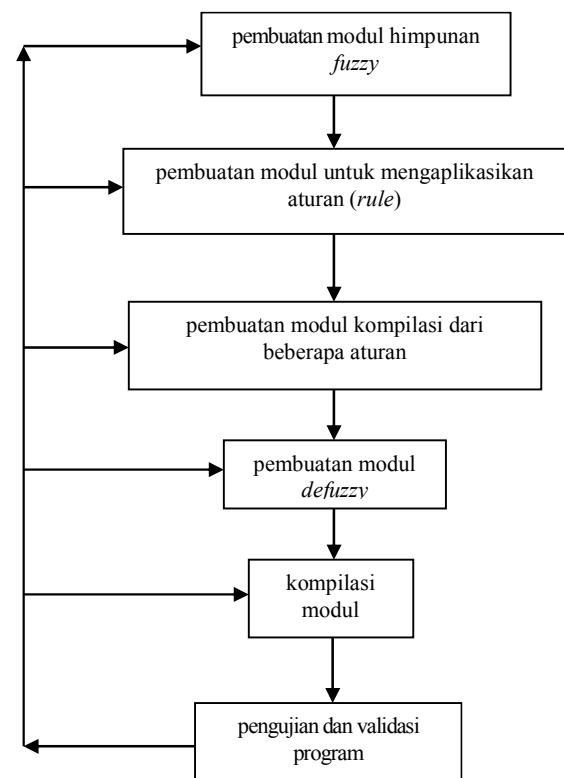 pembuatan modul himpunan
fuzzy
pembuatan modul untuk mengaplikasikan
aturan (rule)
pembuatan modul kompilasi dari
beberapa aturan
pembuatan modul
defuzzy
kompilasi
modul
pengujian dan validasi
program